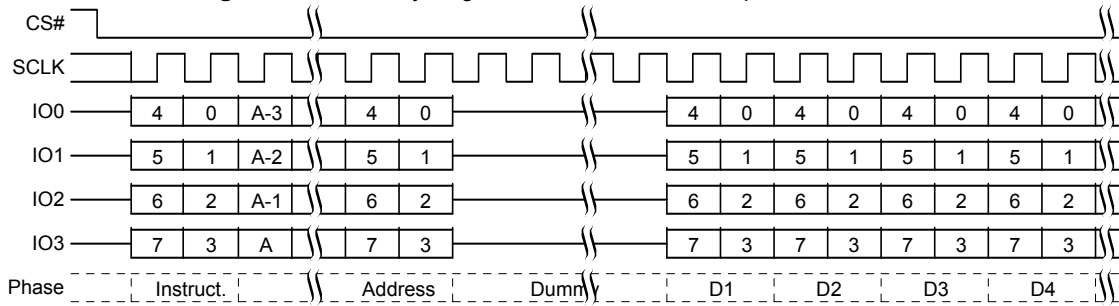 CS#
SCLK
IO0 4 0 A-3 4 0 4 0 4 0 4 0 4 0
IO1 5 1 A-2 5 1 5 1 5 1 5 1 5 1
IO2 6 2 A-1 6 2 6 2 6 2 6 2 6 2
IO3 7 3 A 7 3 7 3 7 3 7 3 7 3
Phase Instruct. Address Dummy D1 D2 D3 D4